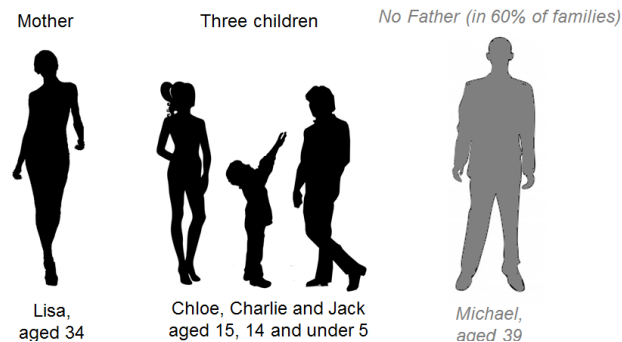 Mother
Three children
No Father (in 60% of families)
Lisa,
aged 34
Chloe, Charlie and Jack
aged 15, 14 and under 5
Michael,
aged 39